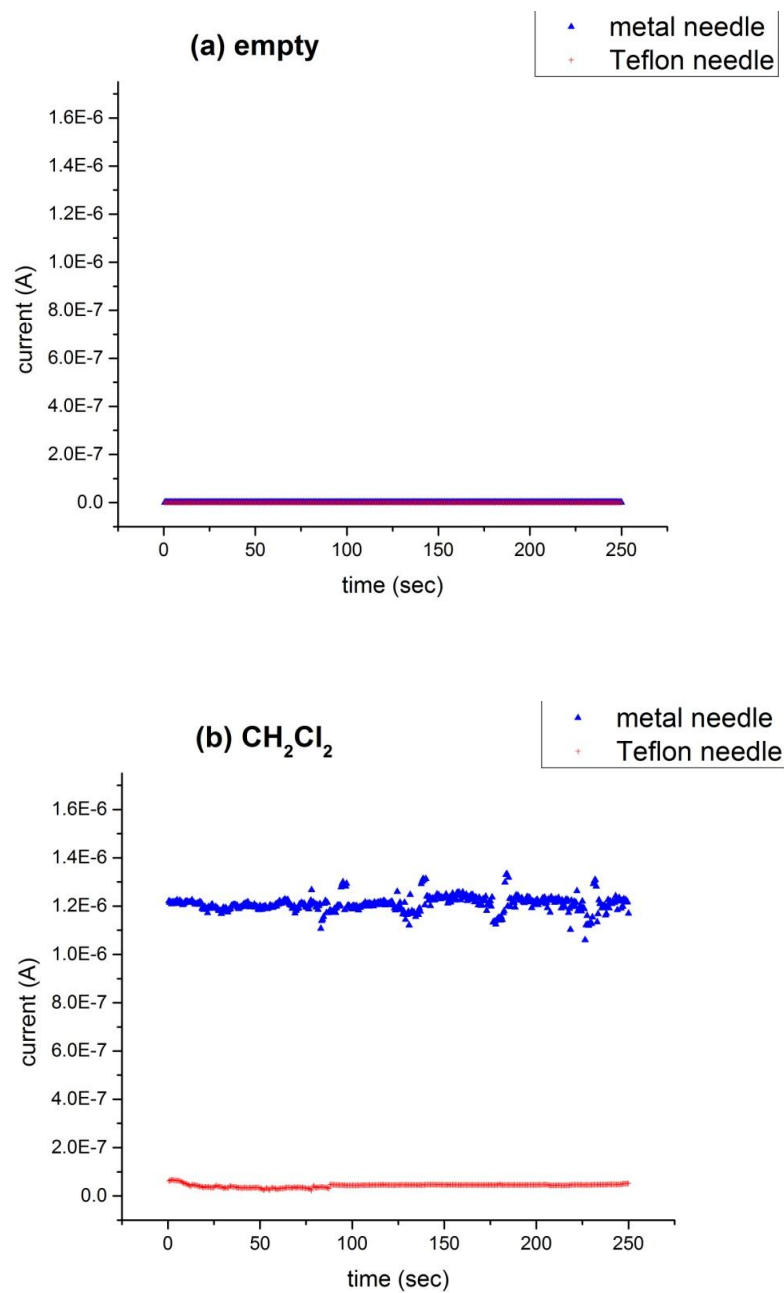 (a) empty
metal needle
Teflon needle
1.6E-6
1.4E-6
1.2E-6
1.0E-6
8.0E-7
6.0E-7
4.0E-7
2.0E-7
0.0
current (A)
0 50 100 150 200 250
time (sec)
(b) CH₂Cl₂
metal needle
Teflon needle
1.6E-6
1.4E-6
1.2E-6
1.0E-6
8.0E-7
6.0E-7
4.0E-7
2.0E-7
0.0
current (A)
0 50 100 150 200 250
time (sec)